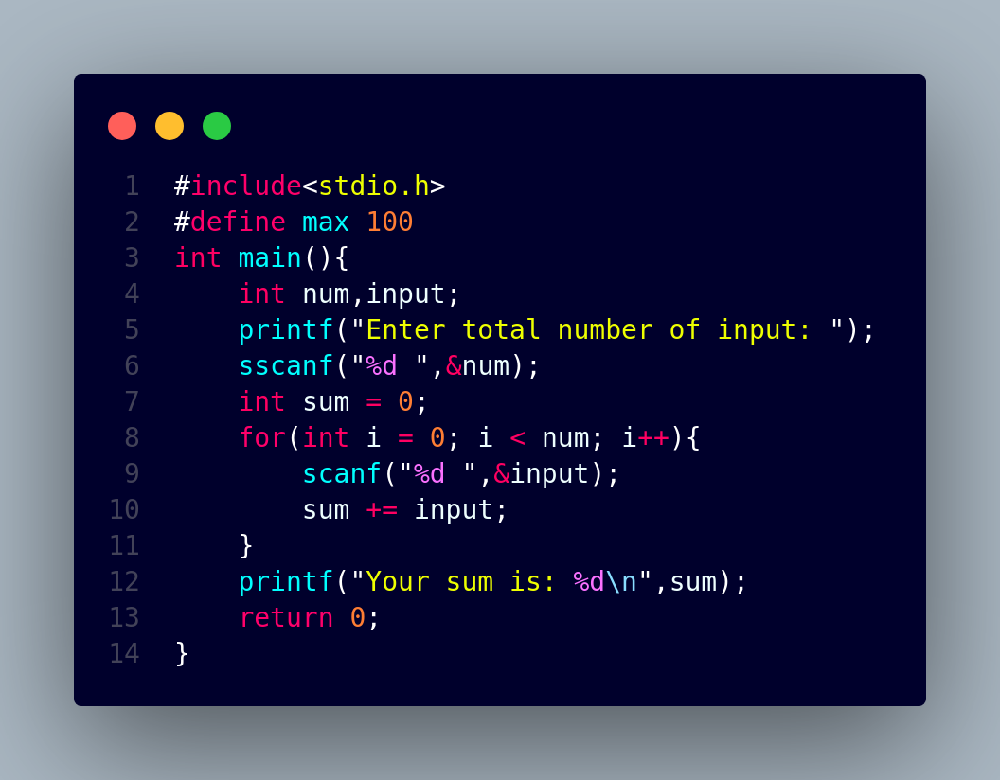 1 #include<stdio.h>
2 #define max 100
3 int main(){
4     int num,input;
5     printf("Enter total number of input: ");
6     sscanf("%d ",&num);
7     int sum = 0;
8     for(int i = 0; i < num; i++){
9         scanf("%d ",&input);
10         sum += input;
11     }
12     printf("Your sum is: %d\n",sum);
13     return 0;
14 }